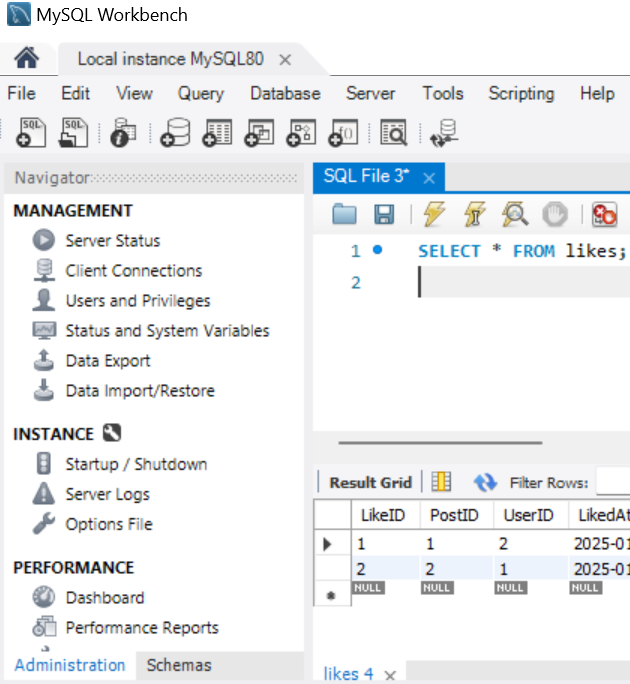 MySQL Workbench
Local instance MySQL80
File Edit View Query Database Server Tools Scripting Help
SQL SQL
Navigator
SQL File 3*
MANAGEMENT
Server Status
Client Connections
Users and Privileges
Status and System Variables
Data Export
Data Import/Restore
INSTANCE
Startup / Shutdown
Server Logs
Options File
PERFORMANCE
Dashboard
Performance Reports
Administration Schemas
1 SELECT * FROM likes;
2
Result Grid Filter Rows:
LikeID PostID UserID LikedAt
1 1 2 2025-01
2 2 1 2025-01
NULL NULL NULL NULL
likes 4